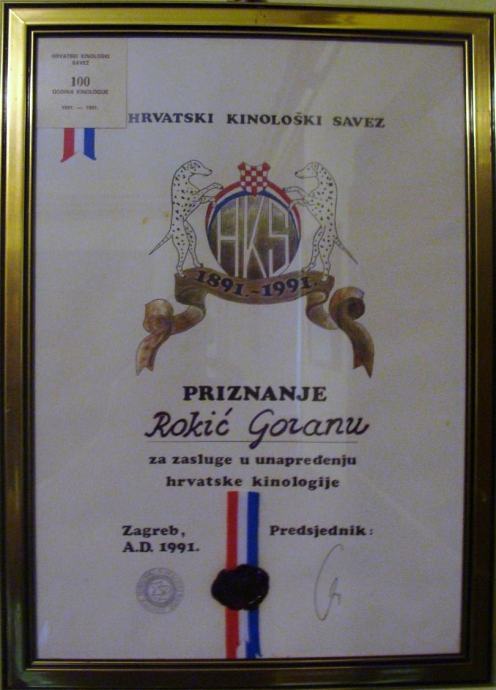 HRVATSKI KINOLOŠKI
SAVEZ
100
GODINA KINOLOGIJE
1891. — 1991.
HRVATSKI KINOLOŠKI SAVEZ
HKS
1891.-1991.
PRIZNANJE
Rokić Goranu
za zasluge u unapređenju
hrvatske kinologije
Zagreb,
A.D. 1991.
Predsjednik: